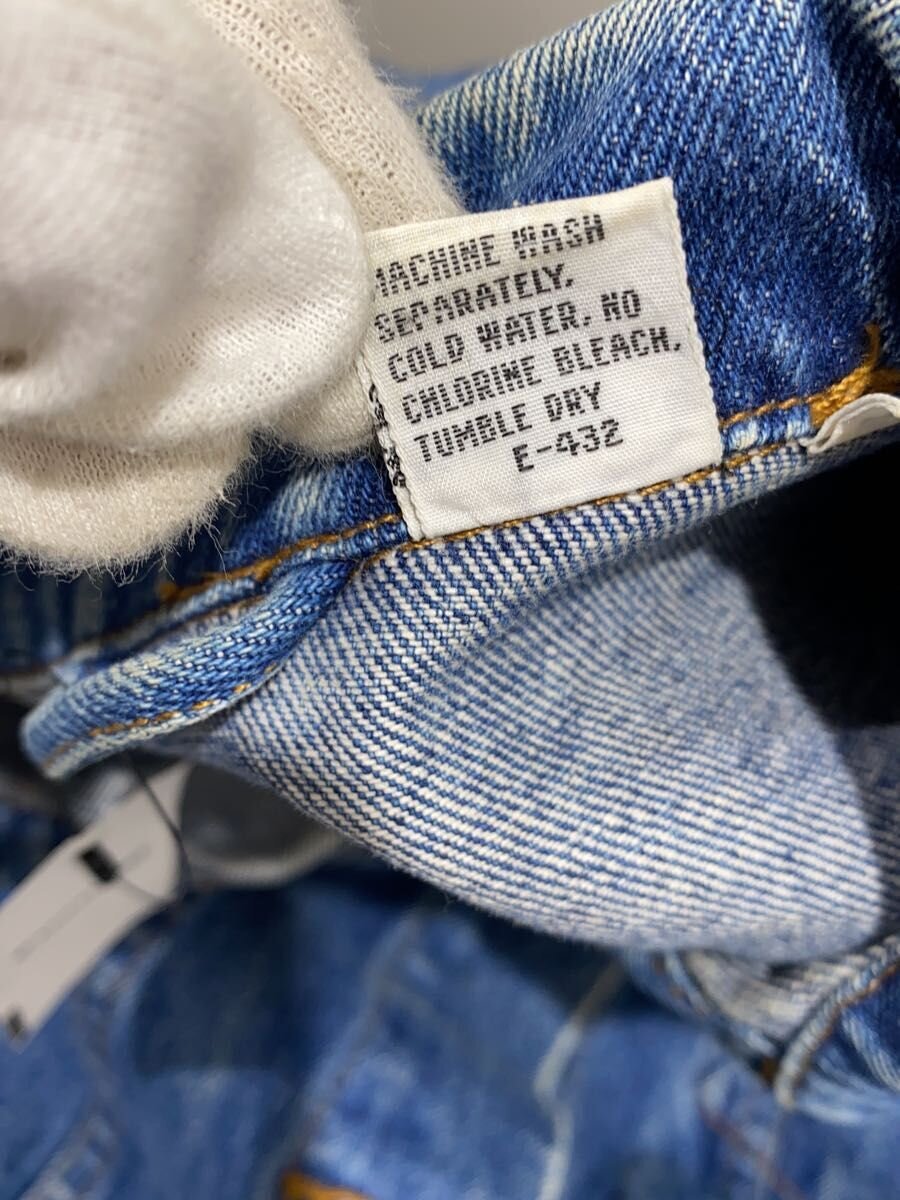 MACHINE WASH
SEPARATELY,
COLD WATER, NO
CHLORINE BLEACH,
TUMBLE DRY
E-432